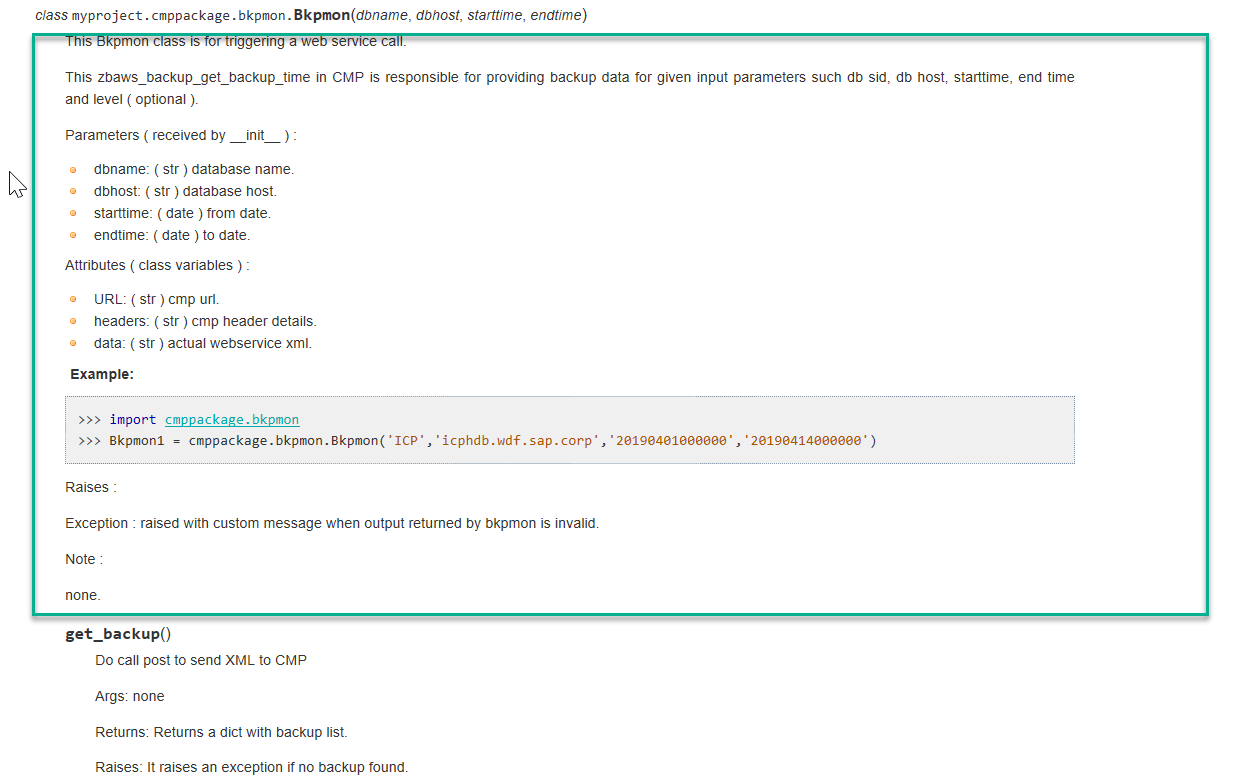 class myproject.cmppackage.bkpmon.Bkpmon(dbname, dbhost, starttime, endtime)
This Bkpmon class is for triggering a web service call.
This zbaws_backup_get_backup_time in CMP is responsible for providing backup data for given input parameters such db sid, db host, starttime, end time
and level ( optional ).
Parameters ( received by __init__ ) :
dbname: ( str ) database name.
dbhost: ( str ) database host.
starttime: ( date ) from date.
endtime: ( date ) to date.
Attributes ( class variables ) :
URL: ( str ) cmp url.
headers: ( str ) cmp header details.
data: ( str ) actual webservice xml.
Example:
>>> import cmppackage.bkpmon
>>> Bkpmon1 = cmppackage.bkpmon.Bkpmon('ICP','icphdb.wdf.sap.corp','20190401000000','20190414000000')
Raises :
Exception : raised with custom message when output returned by bkpmon is invalid.
Note :
none.
get_backup()
Do call post to send XML to CMP
Args: none
Returns: Returns a dict with backup list.
Raises: It raises an exception if no backup found.